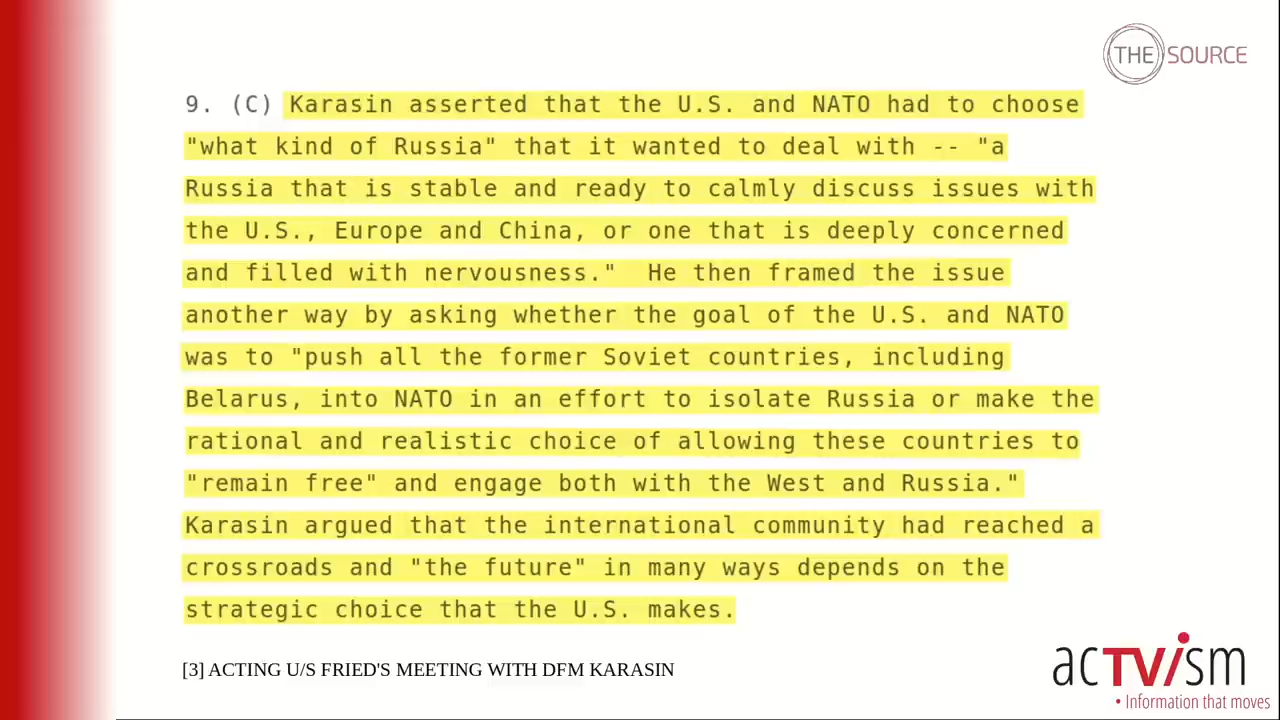 THE SOURCE
9. (C) Karasin asserted that the U.S. and NATO had to choose
"what kind of Russia" that it wanted to deal with -- "a
Russia that is stable and ready to calmly discuss issues with
the U.S., Europe and China, or one that is deeply concerned
and filled with nervousness."  He then framed the issue
another way by asking whether the goal of the U.S. and NATO
was to "push all the former Soviet countries, including
Belarus, into NATO in an effort to isolate Russia or make the
rational and realistic choice of allowing these countries to
"remain free" and engage both with the West and Russia."
Karasin argued that the international community had reached a
crossroads and "the future" in many ways depends on the
strategic choice that the U.S. makes.
[3] ACTING U/S FRIED'S MEETING WITH DFM KARASIN
acTVism
• Information that moves